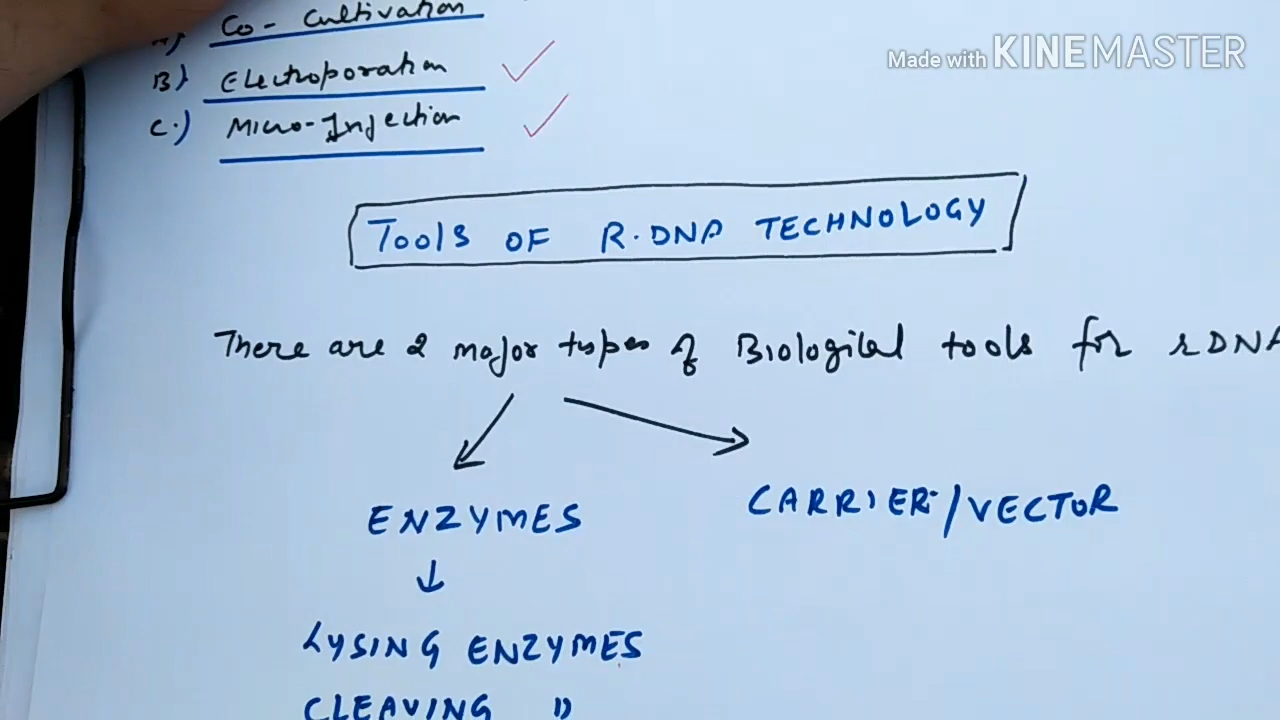 A) Co- Cultivation
B) Electroporation
C.) Micro-Injection
Made with KINEMASTER
TOOLS OF R.DNA TECHNOLOGY
There are 2 major types of Biological tools for rDNA
ENZYMES
CARRIER/VECTOR
LYSING ENZYMES
CLEAVING "